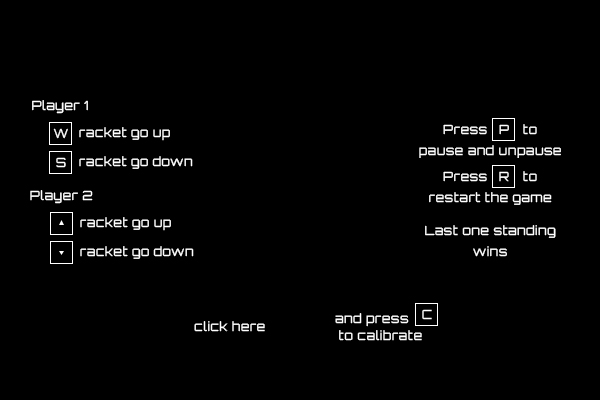 Player 1
W racket go up
S racket go down
Player 2
▲ racket go up
▼ racket go down
Press P to
pause and unpause
Press R to
restart the game
Last one standing
wins
click here
and press C
to calibrate